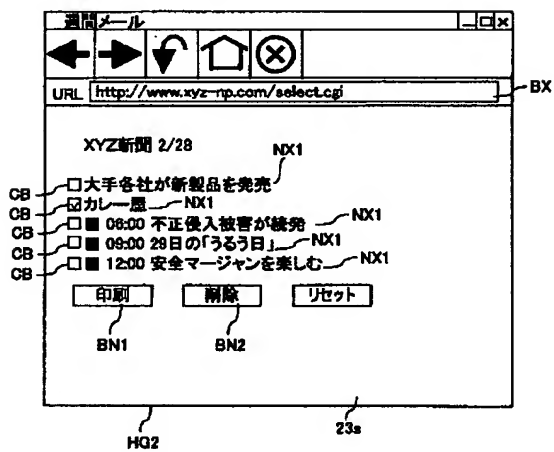 週間メール
URL http://www.xyz-np.com/select.cgi
BX
XYZ新聞 2/28
NX1
CB 大手各社が新製品を発売
CB カレー歴 NX1
CB 06:00 不正侵入被害が続発 NX1
CB 09:00 29日の「うるう日」 NX1
CB 12:00 安全マージャンを楽しむ NX1
印刷 削除 リセット
BN1 BN2
HQ2 23s